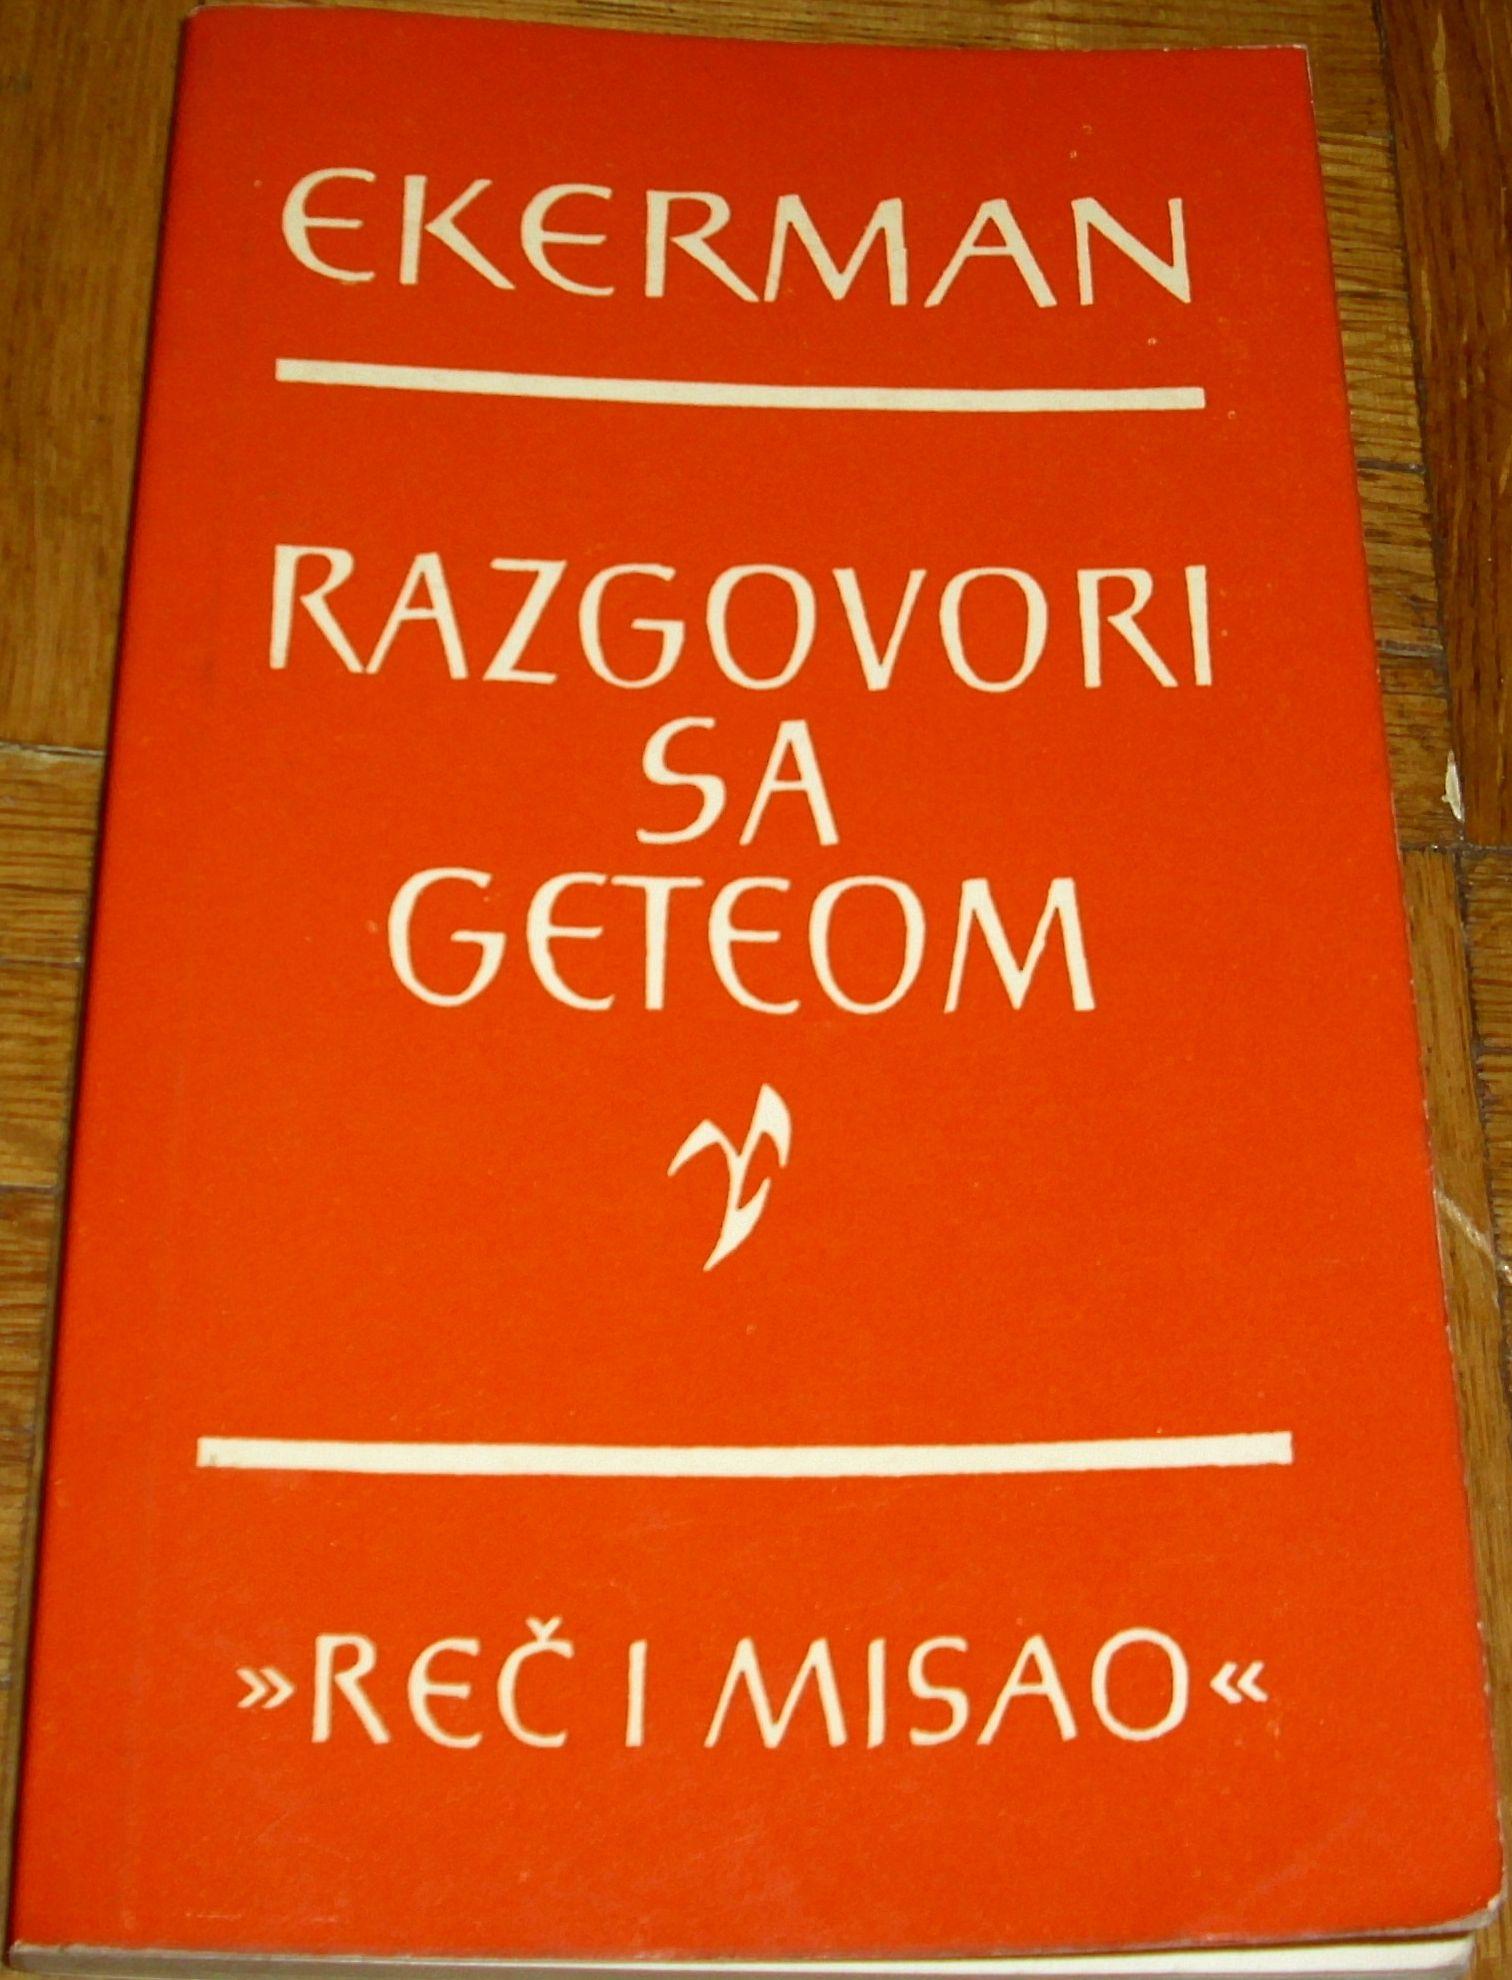 EKERMAN
RAZGOVORI
SA
GETEOM
»REČ I MISAO«